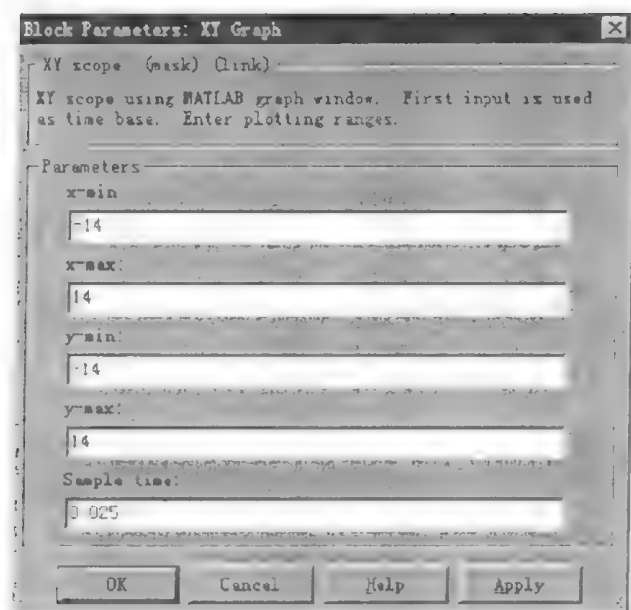 Block Parameters: XY Graph
XY scope (mask) (link)
XY scope using MATLAB graph window. First input is used
as time base. Enter plotting ranges.
Parameters
x-min
-14
x-max:
14
y-min:
-14
y-max:
14
Sample time:
0.025
OK
Cancel
Help
Apply